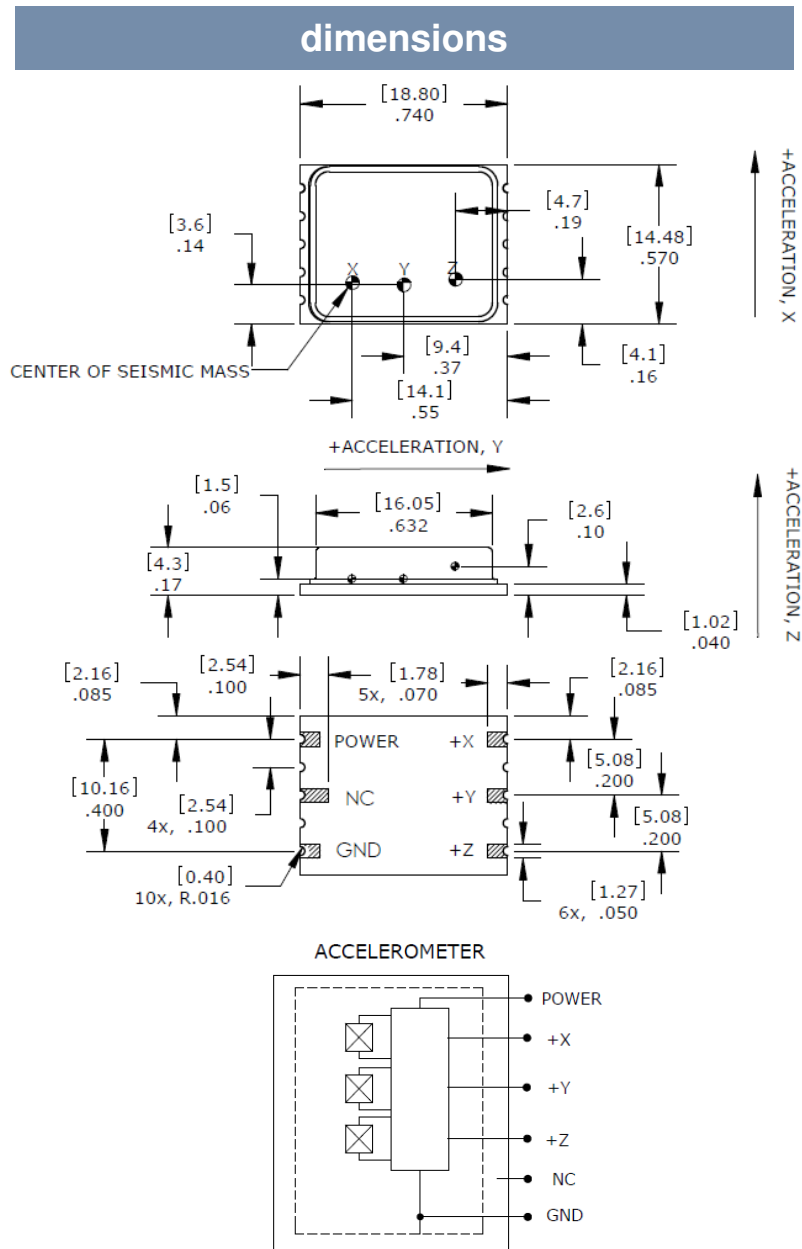 dimensions
[18.80]
.740
[3.6]
.14
[4.7]
.19
[14.48]
.570
+ACCELERATION, X
X Y Z
[9.4]
.37
[4.1]
.16
CENTER OF SEISMIC MASS
[14.1]
.55
+ACCELERATION, Y
[1.5]
.06
[16.05]
.632
[2.6]
.10
+ACCELERATION, Z
[4.3]
.17
[1.02]
.040
[2.16]
.085
[2.54]
.100
[1.78]
5x, .070
[2.16]
.085
POWER +X
[10.16]
.400
[2.54]
4x, .100
NC +Y
[5.08]
.200
[5.08]
.200
GND +Z
[0.40]
10x, R.016
[1.27]
6x, .050
ACCELEROMETER
POWER
+X
+Y
+Z
NC
GND